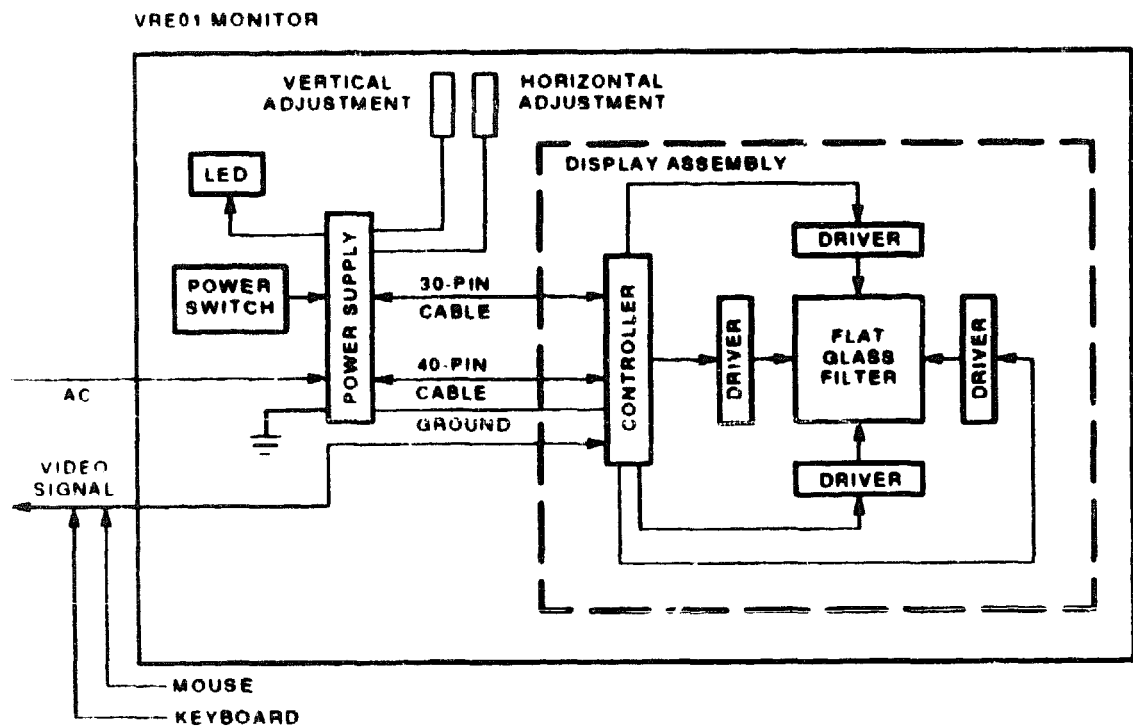 VRE01 MONITOR
VERTICAL
ADJUSTMENT
HORIZONTAL
ADJUSTMENT
LED
POWER
SWITCH
POWER SUPPLY
30-PIN
CABLE
40-PIN
CABLE
GROUND
AC
VIDEO
SIGNAL
MOUSE
KEYBOARD
DISPLAY ASSEMBLY
CONTROLLER
DRIVER
DRIVER
FLAT
GLASS
FILTER
DRIVER
DRIVER